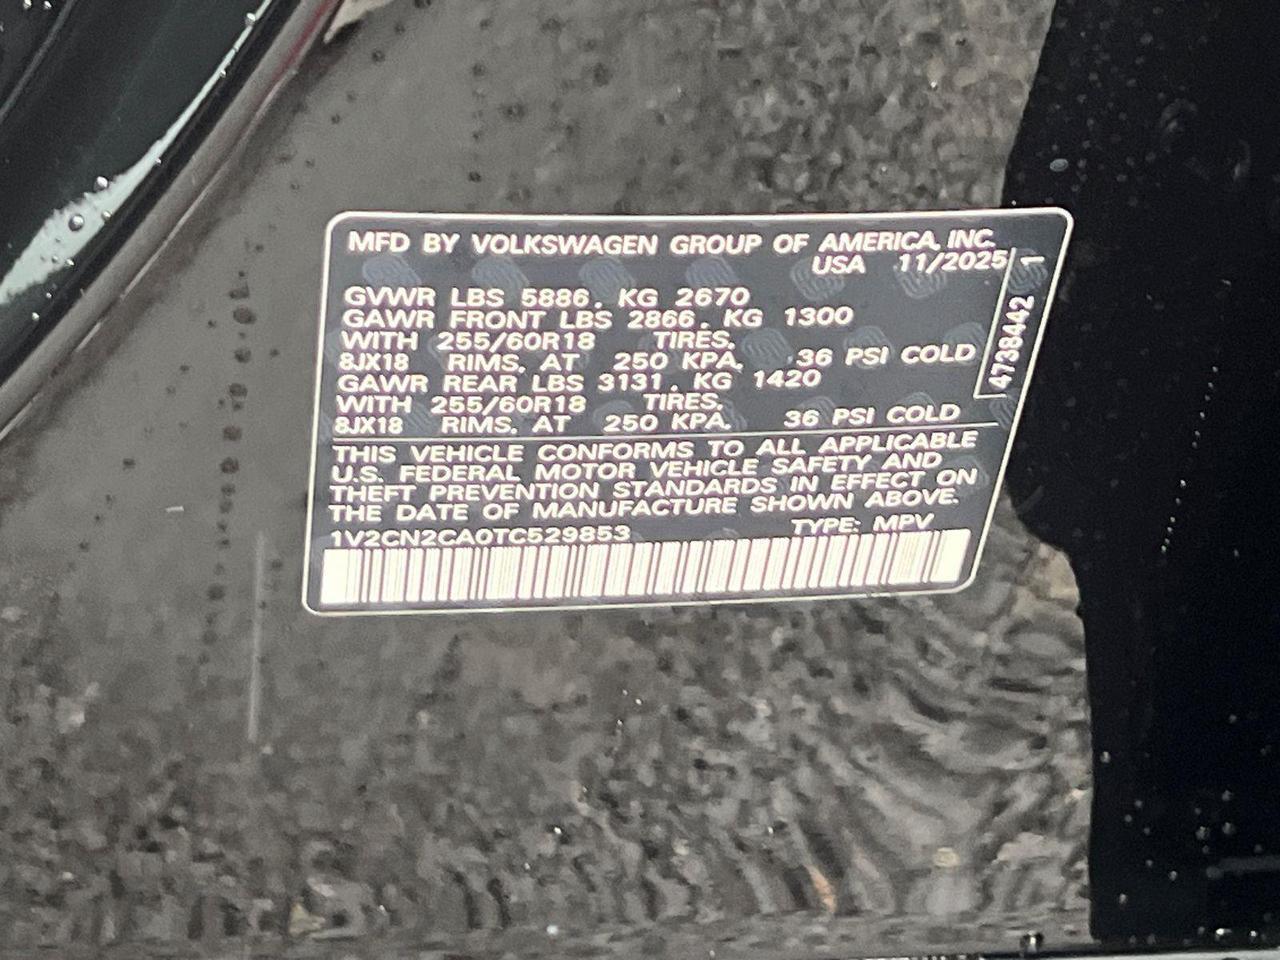 MFD BY VOLKSWAGEN GROUP OF AMERICA, INC.
USA 11/2025
GVWR LBS 5886. KG 2670
GAWR FRONT LBS 2866. KG 1300
WITH 255/60R18 TIRES.
8JX18 RIMS. AT 250 KPA. 36 PSI COLD
GAWR REAR LBS 3131. KG 1420
WITH 255/60R18 TIRES.
8JX18 RIMS. AT 250 KPA. 36 PSI COLD
4738442 1
THIS VEHICLE CONFORMS TO ALL APPLICABLE
U.S. FEDERAL MOTOR VEHICLE SAFETY AND
THEFT PREVENTION STANDARDS IN EFFECT ON
THE DATE OF MANUFACTURE SHOWN ABOVE.
1V2CN2CA0TC529853 TYPE: MPV